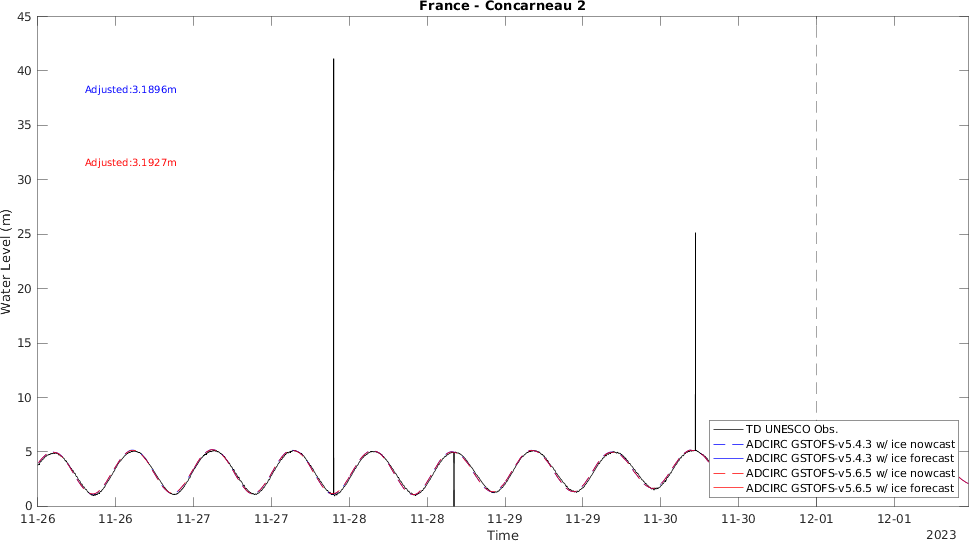 France - Concarneau 2
45
40
35
30
25
20
15
10
5
0
Water Level (m)
Adjusted:3.1896m
Adjusted:3.1927m
TD UNESCO Obs.
ADCIRC GSTOFS-v5.4.3 w/ ice nowcast
ADCIRC GSTOFS-v5.4.3 w/ ice forecast
ADCIRC GSTOFS-v5.6.5 w/ ice nowcast
ADCIRC GSTOFS-v5.6.5 w/ ice forecast
11-26 11-26 11-27 11-27 11-28 11-28 11-29 11-29 11-30 11-30 12-01 12-01
Time
2023